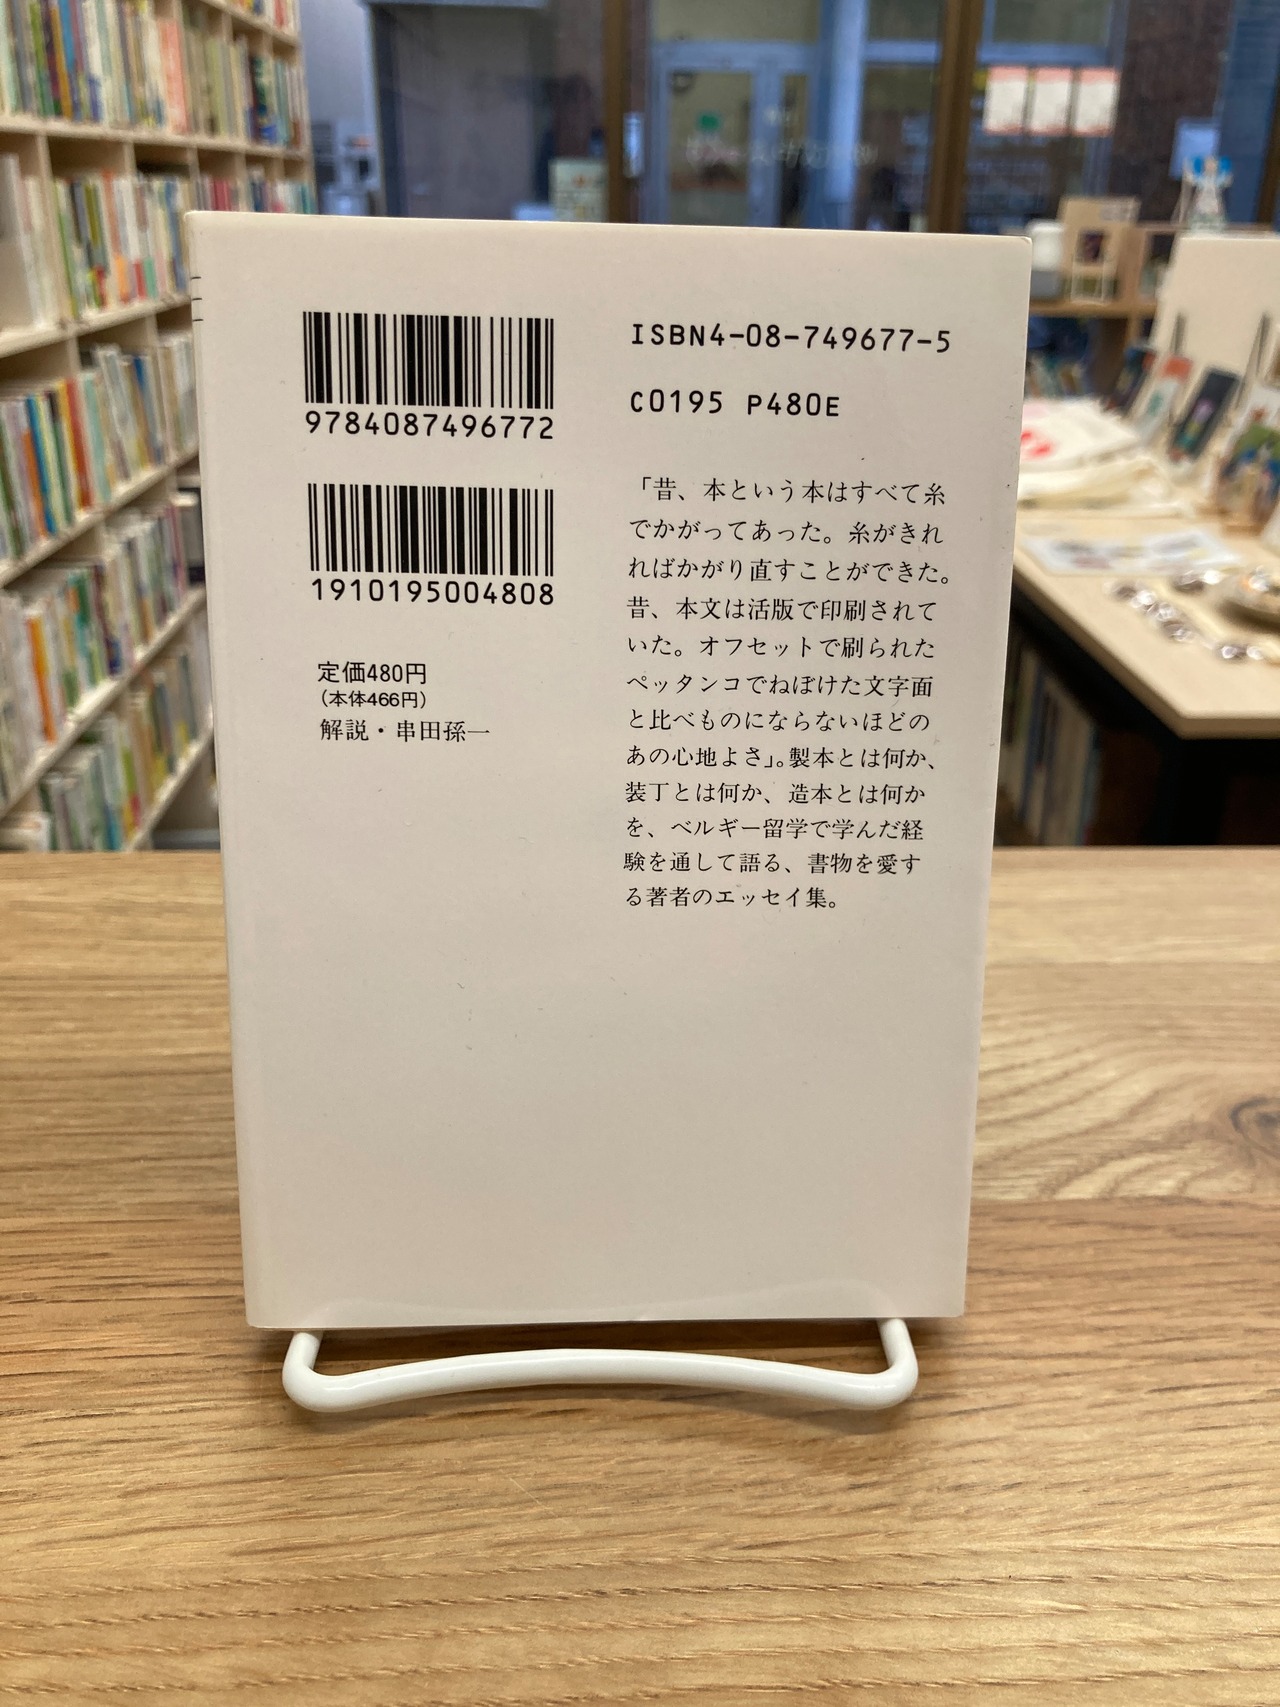 9784087496772
1910195004808
定価480円
（本体466円）
解説・串田孫一
ISBN4-08-749677-5
C0195 P480E
「昔、本という本はすべて糸
でかがってあった。糸がきれ
ればかがり直すことができた。
昔、本文は活版で印刷されて
いた。オフセットで刷られた
ペッタンコでねぼけた文字面
と比べものにならないほどの
あの心地よさ」。製本とは何か、
装丁とは何か、造本とは何か
を、ベルギー留学で学んだ経
験を通して語る、書物を愛す
る著者のエッセイ集。